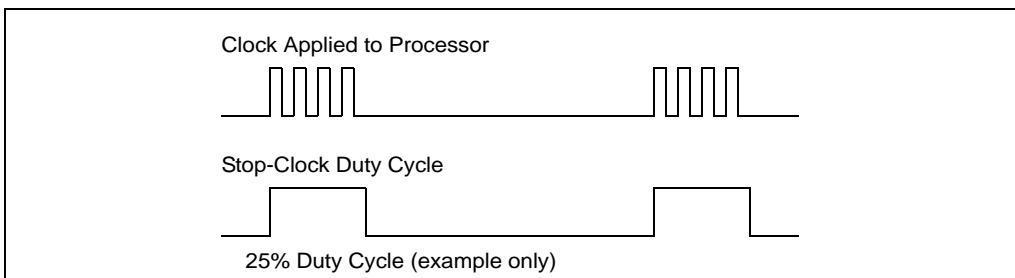 Clock Applied to Processor
Stop-Clock Duty Cycle
25% Duty Cycle (example only)